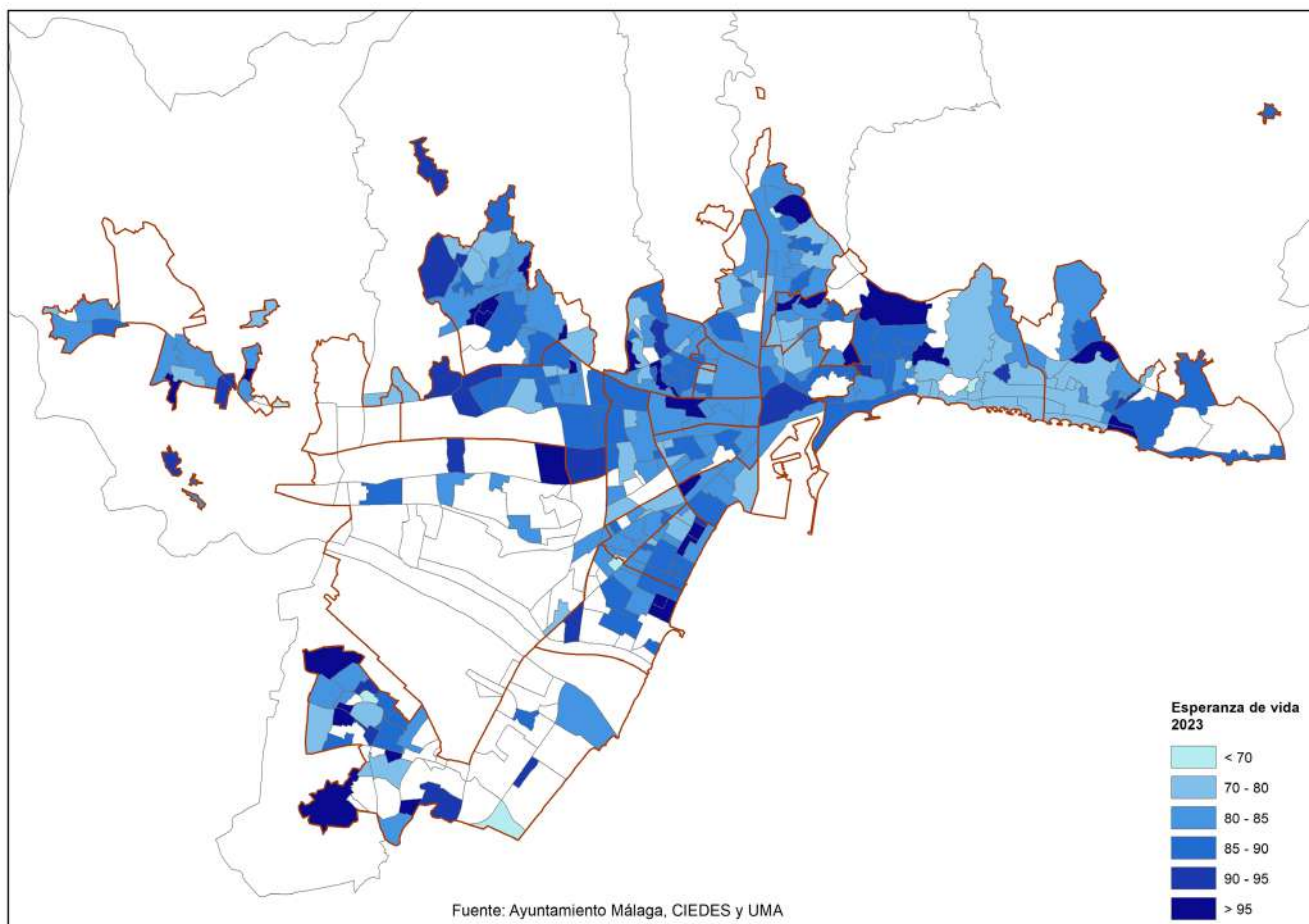 Esperanza de vida
2023
< 70
70 - 80
80 - 85
85 - 90
90 - 95
> 95
Fuente: Ayuntamiento Málaga, CIEDES y UMA